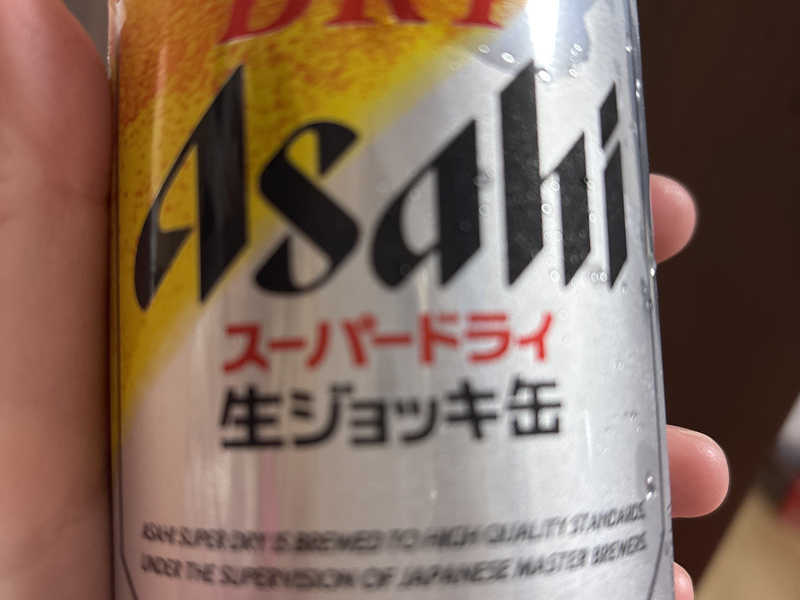 DRY
Asahi
スーパードライ
生ジョッキ缶
ASAHI SUPER DRY IS BREWED TO HIGH QUALITY STANDARDS,
UNDER THE SUPERVISION OF JAPANESE MASTER BREWERS.